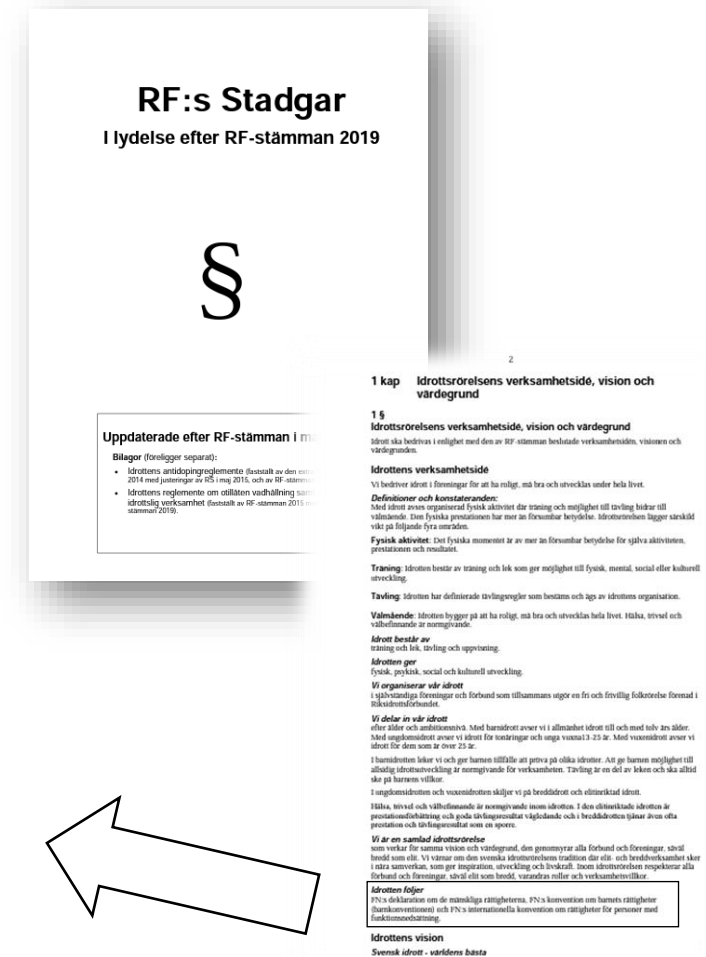 RF:s Stadgar
I lydelse efter RF-stämman 2019
§
Uppdaterade efter RF-stämman i
Bilagor (föreligger separat):
• Idrottens antidopingreglemente (fastställt av den
2014 med justeringar av RS i maj 2015, och av RF-stämman
• Idrottens reglemente om otillåten vadhållning
idrottslig verksamhet (fastställt av RF-stämman 2015
stämman 2019).
2
1 kap Idrottsrörelsens verksamhetsidé, vision och
värdegrund
1 §
Idrottsrörelsens verksamhetsidé, vision och värdegrund
Idrott ska bedrivas i enlighet med den av RF-stämman beslutade verksamhetsidén, visionen och
värdegrunden.
Idrottens verksamhetsidé
Vi bedriver idrott i föreningar för att ha roligt, må bra och utvecklas under hela livet.
Definitioner och konstateranden:
Med idrott avses organiserad fysisk aktivitet där träning och möjlighet till tävling bidrar till
välmående. Den fysiska prestationen har mer än försumbar betydelse. Idrottsrörelsen lägger särskild
vikt på följande fyra områden.
Fysisk aktivitet: Det fysiska momentet är av mer än försumbar betydelse för själva aktiviteten,
prestationen och resultatet.
Träning: Idrotten består av träning och lek som ger möjlighet till fysisk, mental, social eller kulturell
utveckling.
Tävling: Idrotten har definierade tävlingsregler som bestäms och ägs av idrottens organisation.
Välmående: Idrotten bygger på att ha roligt, må bra och utvecklas hela livet. Hälsa, trivsel och
välbefinnande är normgivande.
Idrott består av
träning och lek, tävling och uppvisning.
Idrotten ger
fysisk, psykisk, social och kulturell utveckling.
Vi organiserar vår idrott
i självständiga föreningar och förbund som tillsammans utgör en fri och frivillig folkrörelse förenad i
Riksidrottsförbundet.
Vi delar in vår idrott
efter ålder och ambitionsnivå. Med barnidrott avser vi i allmänhet idrott till och med tolv års ålder.
Med ungdomsidrott avser vi idrott för tonåringar och unga vuxna13-25 år. Med vuxenidrott avser vi
idrott för dem som är över 25 år.
I barnidrotten leker vi och ger barnen tillfälle att pröva på olika idrotter. Att ge barnen möjlighet till
allsidig idrottsutveckling är normgivande för verksamheten. Tävling är en del av leken och ska alltid
ske på barnens villkor.
I ungdomsidrotten och vuxenidrotten skiljer vi på breddidrott och elitinriktad idrott.
Hälsa, trivsel och välbefinnande är normgivande inom idrotten. I den elitinriktade idrotten är
prestationsförbättring och goda tävlingsresultat vägledande och i breddidrotten tjänar även ofta
prestation och tävlingsresultat som en sporre.
Vi är en samlad idrottsrörelse
som verkar för samma vision och värdegrund, den genomsyrar alla förbund och föreningar, såväl
bredd som elit. Vi värnar om den svenska idrottsrörelsens tradition där elit- och breddverksamhet sker
i nära samverkan, som ger inspiration, utveckling och livskraft. Inom idrottsrörelsen respekterar alla
förbund och föreningar, såväl elit som bredd, varandras roller och verksamhetsvillkor.
Idrotten följer
FN:s deklaration om de mänskliga rättigheterna, FN:s konvention om barnets rättigheter
(barnkonventionen) och FN:s internationella konvention om rättigheter för personer med
funktionsnedsättning.
Idrottens vision
Svensk idrott - världens bästa